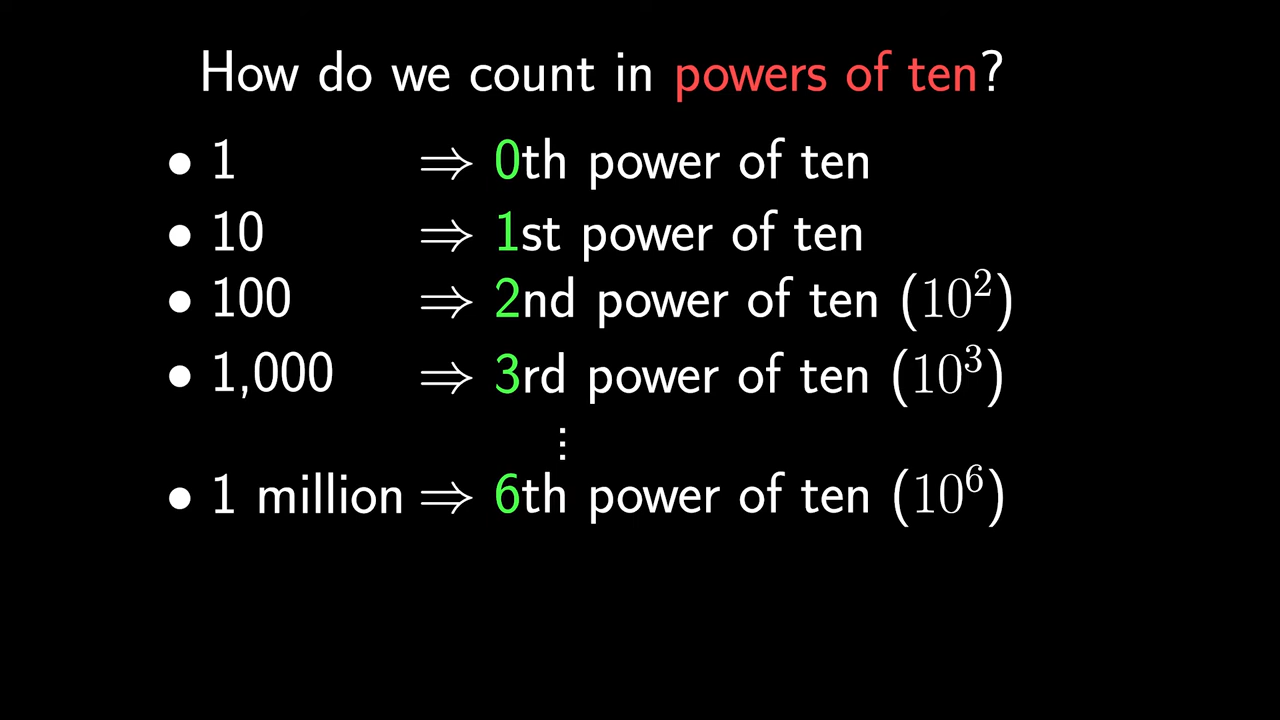 How do we count in powers of ten?
• 1 ⇒ 0th power of ten
• 10 ⇒ 1st power of ten
• 100 ⇒ 2nd power of ten (10²)
• 1,000 ⇒ 3rd power of ten (10³)
⋮
• 1 million ⇒ 6th power of ten (10⁶)